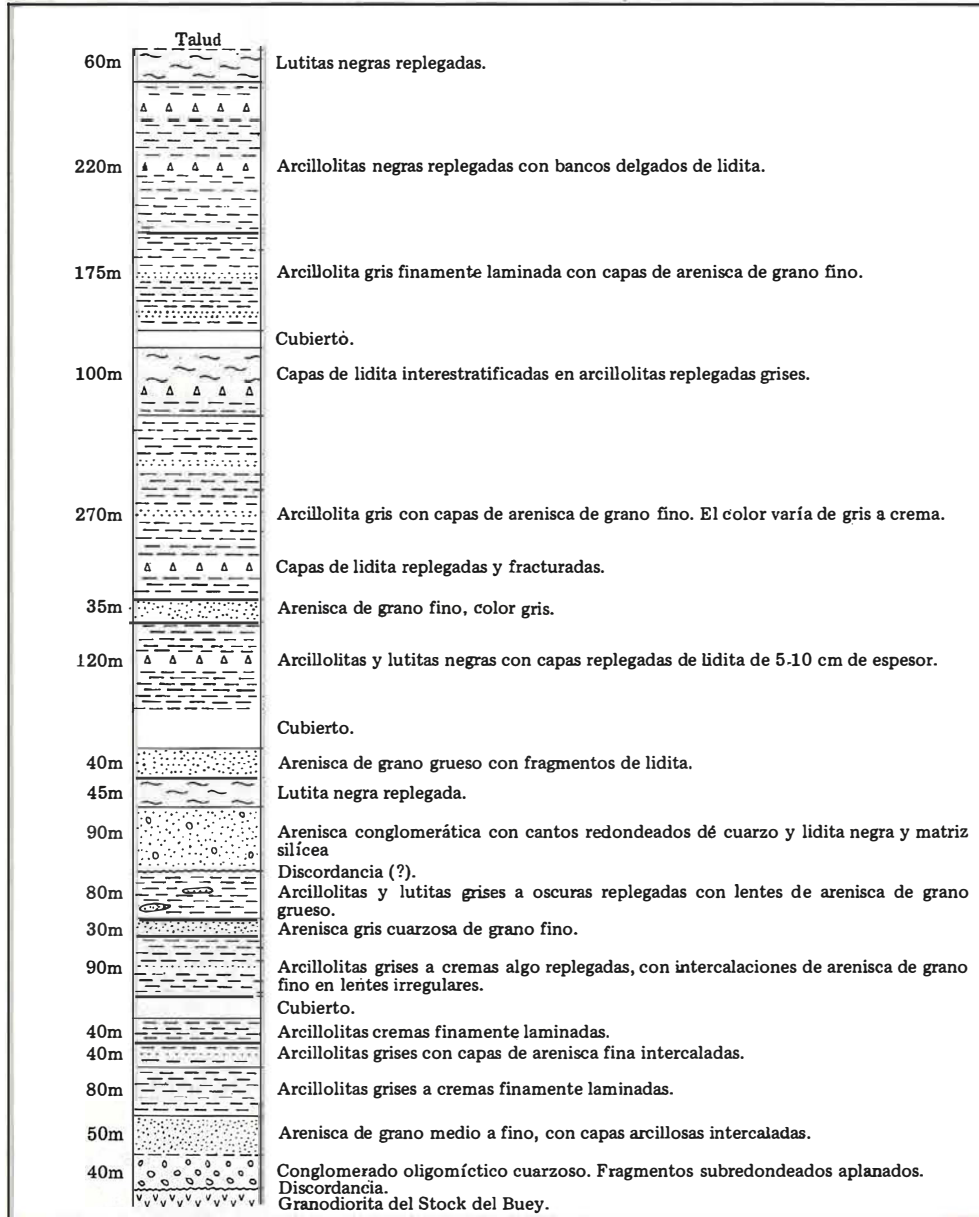 Talud
60m Lutitas negras replegadas.
220m Arcillolitas negras replegadas con bancos delgados de lidita.
175m Arcillolita gris finamente laminada con capas de arenisca de grano fino.
Cubierto.
100m Capas de lidita interestratificadas en arcillolitas replegadas grises.
270m Arcillolita gris con capas de arenisca de grano fino. El color varía de gris a crema.
Capas de lidita replegadas y fracturadas.
35m Arenisca de grano fino, color gris.
120m Arcillolitas y lutitas negras con capas replegadas de lidita de 5-10 cm de espesor.
Cubierto.
40m Arenisca de grano grueso con fragmentos de lidita.
45m Lutita negra replegada.
90m Arenisca conglomerática con cantos redondeados dé cuarzo y lidita negra y matriz
silícea
Discordancia (?).
80m Arcillolitas y lutitas grises a oscuras replegadas con lentes de arenisca de grano
grueso.
30m Arenisca gris cuarzosa de grano fino.
90m Arcillolitas grises a cremas algo replegadas, con intercalaciones de arenisca de grano
fino en lentes irregulares.
Cubierto.
40m Arcillolitas cremas finamente laminadas.
40m Arcillolitas grises con capas de arenisca fina intercaladas.
80m Arcillolitas grises a cremas finamente laminadas.
50m Arenisca de grano medio a fino, con capas arcillosas intercaladas.
40m Conglomerado oligomíctico cuarzoso. Fragmentos subredondeados aplanados.
Discordancia.
Granodiorita del Stock del Buey.